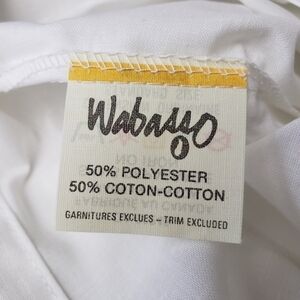 Wabasso
50% POLYESTER
50% COTON-COTTON
GARNITURES EXCLUES – TRIM EXCLUDED